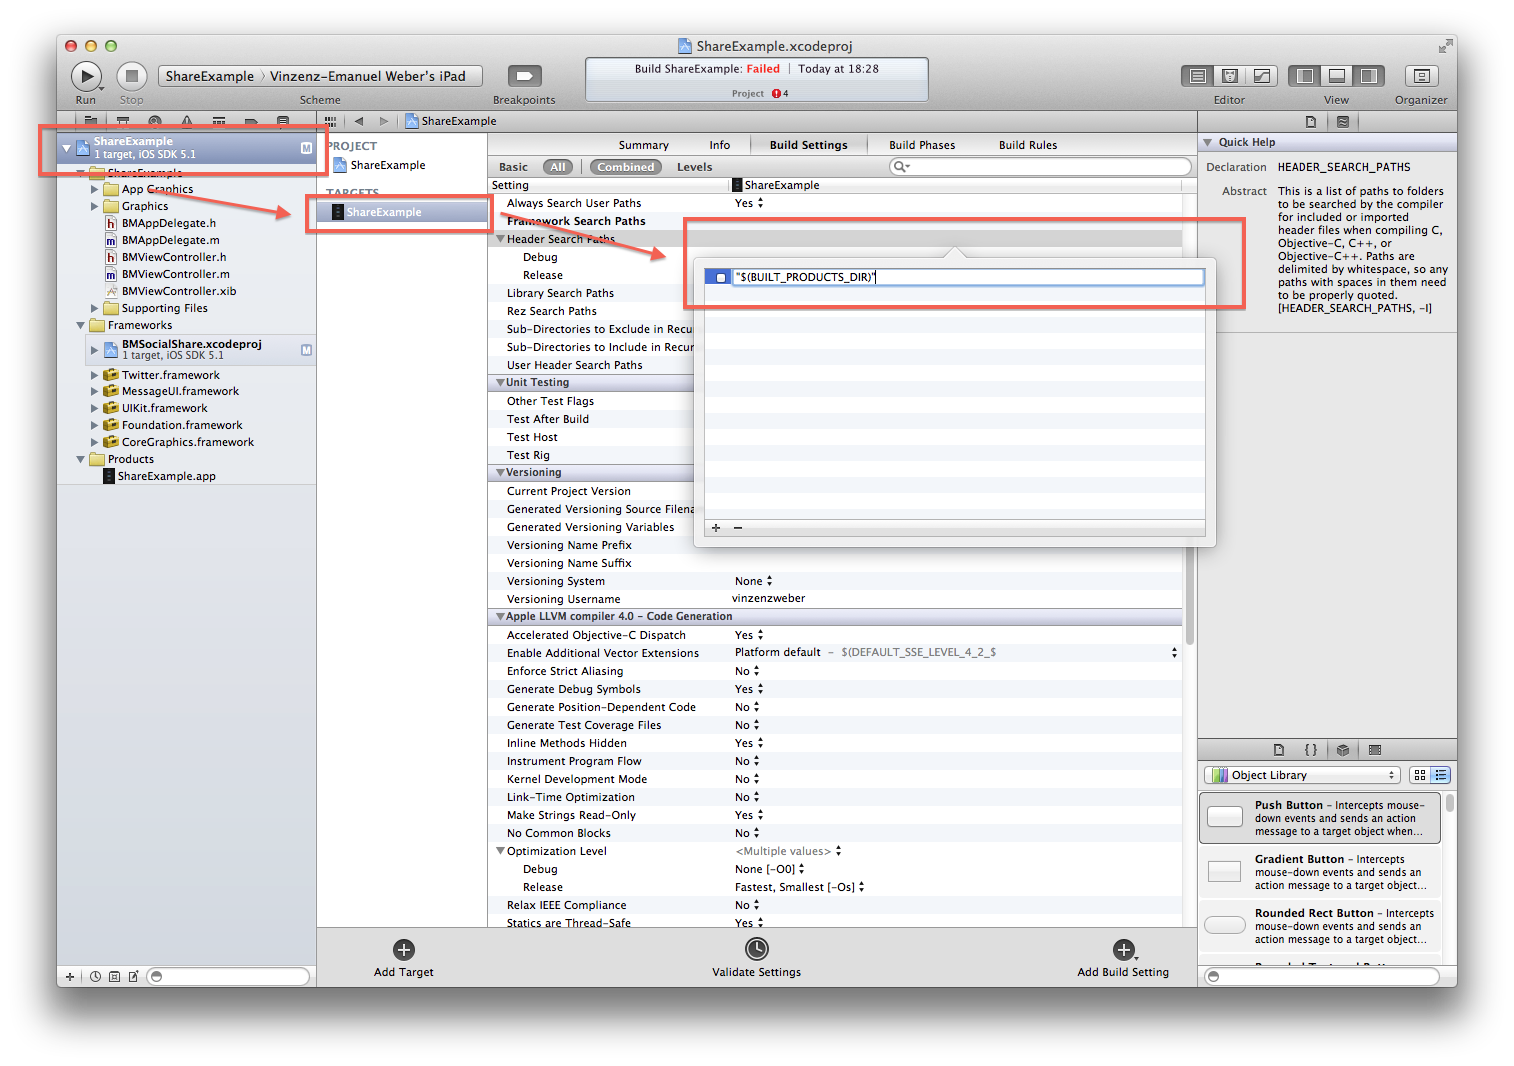 ShareExample.xcodeproj
ShareExample 〉 Vinzenz-Emanuel Weber's iPad
Build ShareExample: Failed | Today at 18:28
Project 4
Run
Stop
Scheme
Breakpoints
Editor
View
Organizer
ShareExample
ShareExample
1 target, iOS SDK 5.1
M
ShareExample
App Graphics
Graphics
BMAppDelegate.h
BMAppDelegate.m
BMViewController.h
BMViewController.m
BMViewController.xib
Supporting Files
Frameworks
BMSocialShare.xcodeproj
1 target, iOS SDK 5.1
M
Twitter.framework
MessageUI.framework
UIKit.framework
Foundation.framework
CoreGraphics.framework
Products
ShareExample.app
PROJECT
ShareExample
TARGETS
ShareExample
Summary Info Build Settings Build Phases Build Rules
Basic All Combined Levels
Setting ShareExample
Always Search User Paths Yes
Framework Search Paths
Header Search Paths
Debug
Release
Library Search Paths
Rez Search Paths
Sub-Directories to Exclude in Recur
Sub-Directories to Include in Recur
User Header Search Paths
"$(BUILT_PRODUCTS_DIR)"
+ −
Unit Testing
Other Test Flags
Test After Build
Test Host
Test Rig
Versioning
Current Project Version
Generated Versioning Source Filena
Generated Versioning Variables
Versioning Name Prefix
Versioning Name Suffix
Versioning System None
Versioning Username vinzenzweber
Apple LLVM compiler 4.0 - Code Generation
Accelerated Objective-C Dispatch Yes
Enable Additional Vector Extensions Platform default - $(DEFAULT_SSE_LEVEL_4_2_$
Enforce Strict Aliasing No
Generate Debug Symbols Yes
Generate Position-Dependent Code No
Generate Test Coverage Files No
Inline Methods Hidden Yes
Instrument Program Flow No
Kernel Development Mode No
Link-Time Optimization No
Make Strings Read-Only Yes
No Common Blocks No
Optimization Level <Multiple values>
Debug None [-O0]
Release Fastest, Smallest [-Os]
Relax IEEE Compliance No
Statics are Thread-Safe Yes
Add Target
Validate Settings
Add Build Setting
Quick Help
Declaration HEADER_SEARCH_PATHS
Abstract This is a list of paths to folders
to be searched by the compiler
for included or imported
header files when compiling C,
Objective-C, C++, or
Objective-C++. Paths are
delimited by whitespace, so any
paths with spaces in them need
to be properly quoted.
[HEADER_SEARCH_PATHS, -I]
{ }
Object Library
Push Button - Intercepts mouse-
down events and sends an action
message to a target object when...
Gradient Button - Intercepts
mouse-down events and sends an
action message to a target object...
Rounded Rect Button - Intercepts
mouse-down events and sends an
action message to a target object...